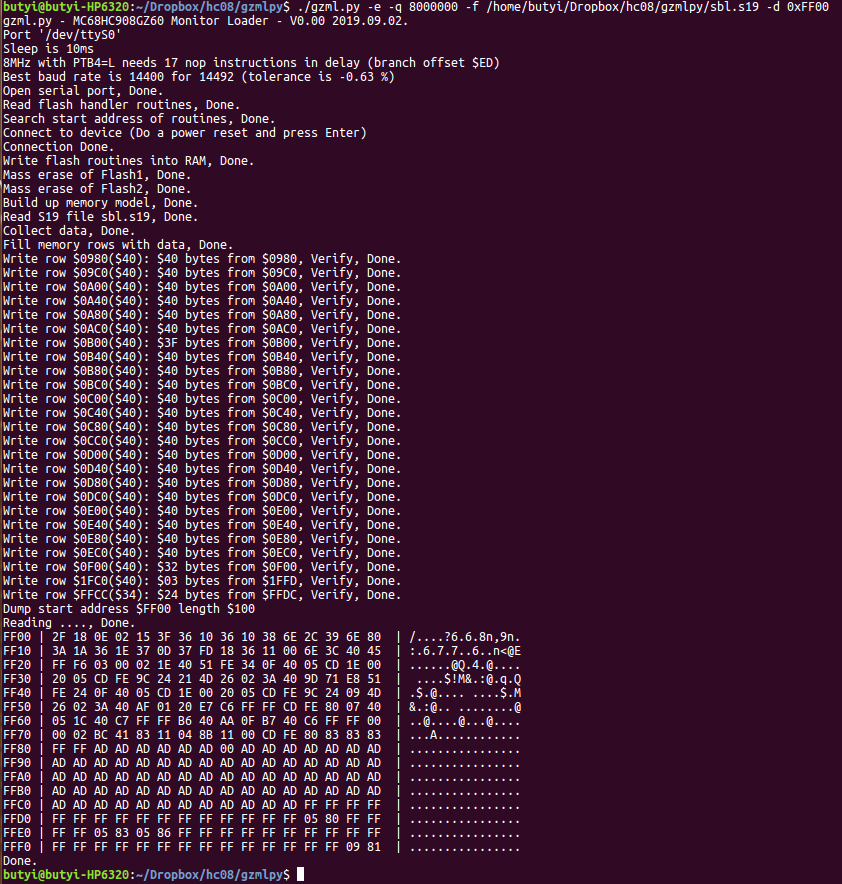 butyi@butyi-HP6320:~/Dropbox/hc08/gzmlpy$ ./gzml.py -e -q 8000000 -f /home/butyi/Dropbox/hc08/gzmlpy/sbl.s19 -d 0xFF00
gzml.py - MC68HC908GZ60 Monitor Loader - V0.00 2019.09.02.
Port '/dev/ttyS0'
Sleep is 10ms
8MHz with PTB4=L needs 17 nop instructions in delay (branch offset $ED)
Best baud rate is 14400 for 14492 (tolerance is -0.63 %)
Open serial port, Done.
Read flash handler routines, Done.
Search start address of routines, Done.
Connect to device (Do a power reset and press Enter)
Connection Done.
Write flash routines into RAM, Done.
Mass erase of Flash1, Done.
Mass erase of Flash2, Done.
Build up memory model, Done.
Read S19 file sbl.s19, Done.
Collect data, Done.
Fill memory rows with data, Done.
Write row $0980($40): $40 bytes from $0980, Verify, Done.
Write row $09C0($40): $40 bytes from $09C0, Verify, Done.
Write row $0A00($40): $40 bytes from $0A00, Verify, Done.
Write row $0A40($40): $40 bytes from $0A40, Verify, Done.
Write row $0A80($40): $40 bytes from $0A80, Verify, Done.
Write row $0AC0($40): $40 bytes from $0AC0, Verify, Done.
Write row $0B00($40): $3F bytes from $0B00, Verify, Done.
Write row $0B40($40): $40 bytes from $0B40, Verify, Done.
Write row $0B80($40): $40 bytes from $0B80, Verify, Done.
Write row $0BC0($40): $40 bytes from $0BC0, Verify, Done.
Write row $0C00($40): $40 bytes from $0C00, Verify, Done.
Write row $0C40($40): $40 bytes from $0C40, Verify, Done.
Write row $0C80($40): $40 bytes from $0C80, Verify, Done.
Write row $0CC0($40): $40 bytes from $0CC0, Verify, Done.
Write row $0D00($40): $40 bytes from $0D00, Verify, Done.
Write row $0D40($40): $40 bytes from $0D40, Verify, Done.
Write row $0D80($40): $40 bytes from $0D80, Verify, Done.
Write row $0DC0($40): $40 bytes from $0DC0, Verify, Done.
Write row $0E00($40): $40 bytes from $0E00, Verify, Done.
Write row $0E40($40): $40 bytes from $0E40, Verify, Done.
Write row $0E80($40): $40 bytes from $0E80, Verify, Done.
Write row $0EC0($40): $40 bytes from $0EC0, Verify, Done.
Write row $0F00($40): $32 bytes from $0F00, Verify, Done.
Write row $1FC0($40): $03 bytes from $1FFD, Verify, Done.
Write row $FFCC($34): $24 bytes from $FFDC, Verify, Done.
Dump start address $FF00 length $100
Reading ...., Done.
FF00 | 2F 18 0E 02 15 3F 36 10 36 10 38 6E 2C 39 6E 80  | /....?6.6.8n,9n.
FF10 | 3A 1A 36 1E 37 0D 37 FD 18 36 11 00 6E 3C 40 45  | :.6.7.7..6..n<@E
FF20 | FF F6 03 00 02 1E 40 51 FE 34 0F 40 05 CD 1E 00  | ......@Q.4.@....
FF30 | 20 05 CD FE 9C 24 21 4D 26 02 3A 40 9D 71 E8 51  |  ....$!M&.:@.q.Q
FF40 | FE 24 0F 40 05 CD 1E 00 20 05 CD FE 9C 24 09 4D  | .$.@.... ....$.M
FF50 | 26 02 3A 40 AF 01 20 E7 C6 FF FF CD FE 80 07 40  | &.:@.. ........@
FF60 | 05 1C 40 C7 FF FF B6 40 AA 0F B7 40 C6 FF FF 00  | ..@....@...@....
FF70 | 00 02 BC 41 83 11 04 8B 11 00 CD FE 80 83 83 83  | ...A............
FF80 | FF FF AD AD AD AD AD AD 00 AD AD AD AD AD AD AD  | ................
FF90 | AD AD AD AD AD AD AD AD AD AD AD AD AD AD AD AD  | ................
FFA0 | AD AD AD AD AD AD AD AD AD AD AD AD AD AD AD AD  | ................
FFB0 | AD AD AD AD AD AD AD AD AD AD AD AD AD AD AD AD  | ................
FFC0 | AD AD AD AD AD AD AD AD AD AD AD AD FF FF FF FF  | ................
FFD0 | FF FF FF FF FF FF FF FF FF FF FF FF 05 80 FF FF  | ................
FFE0 | FF FF 05 83 05 86 FF FF FF FF FF FF FF FF FF FF  | ................
FFF0 | FF FF FF FF FF FF FF FF FF FF FF FF FF FF 09 81  | ................
Done.
butyi@butyi-HP6320:~/Dropbox/hc08/gzmlpy$